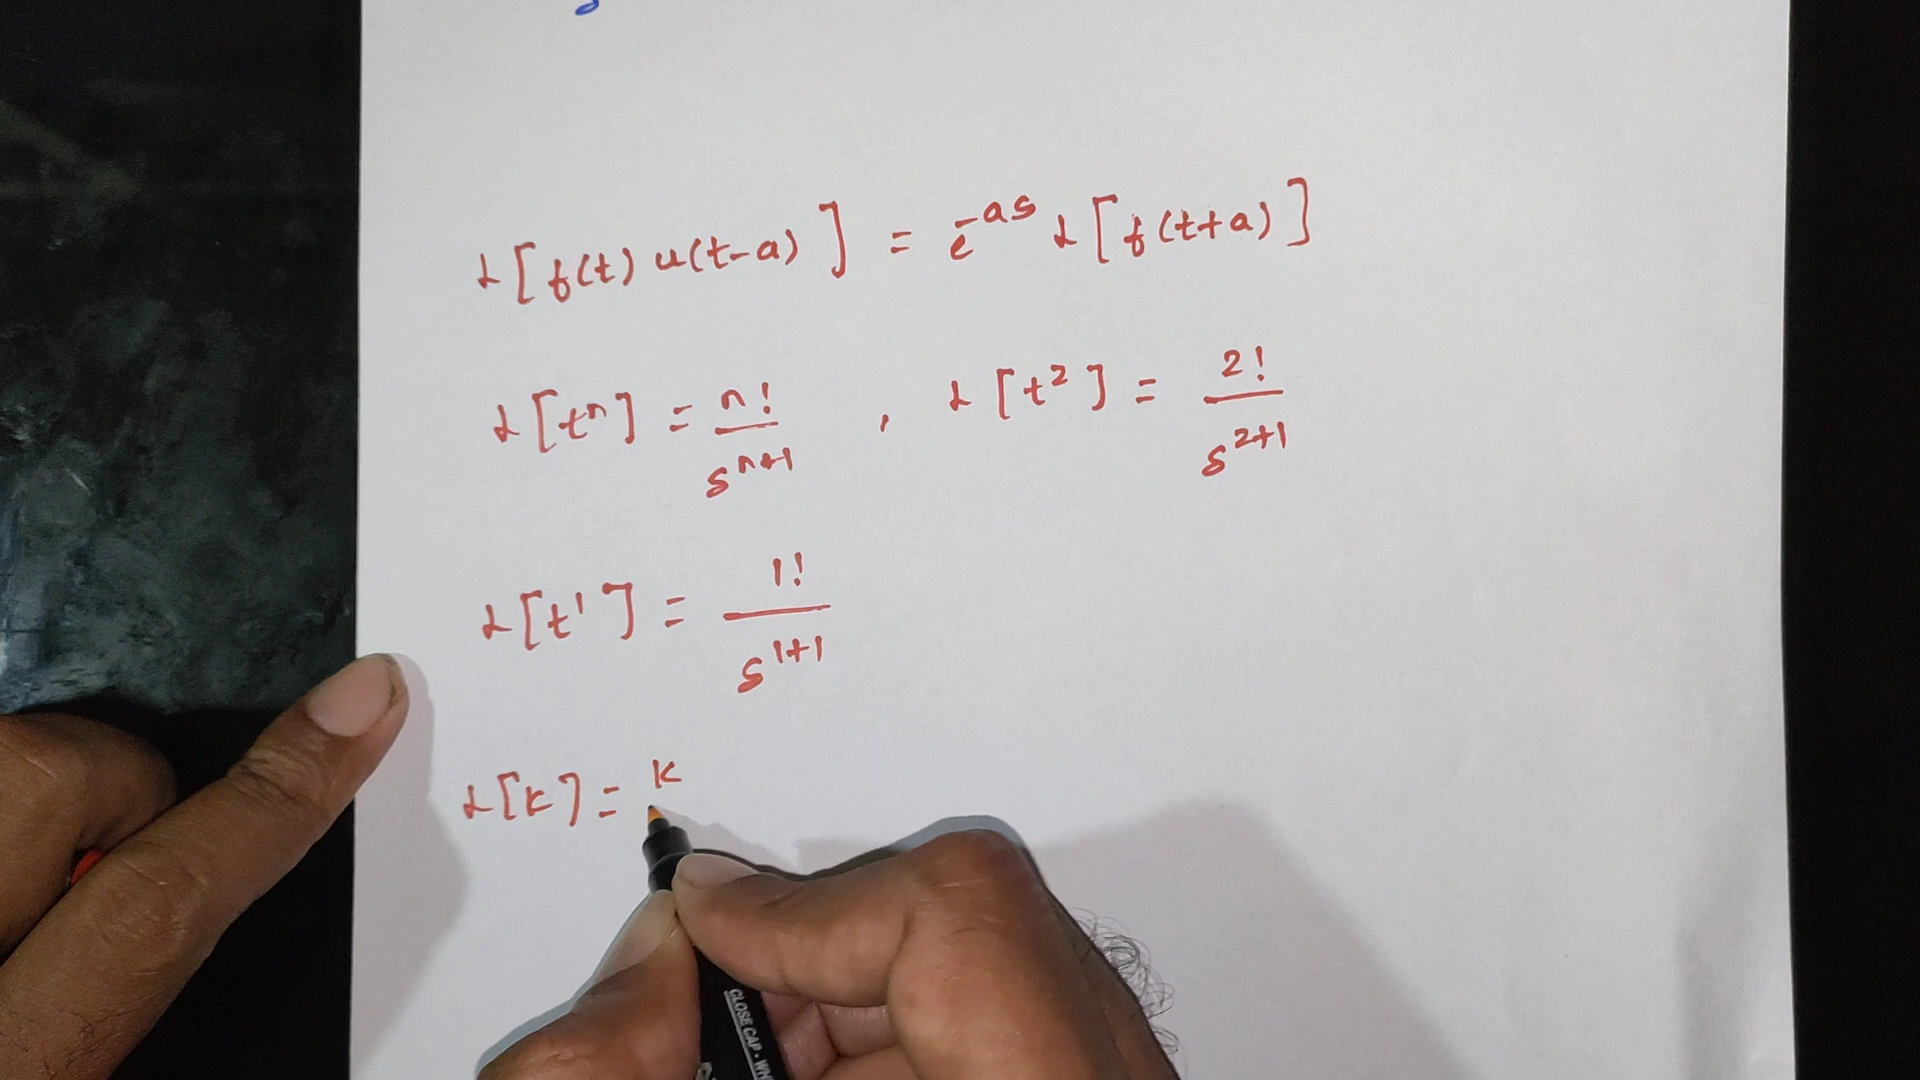 ℒ[f(t) u(t-a)] = e^{-as} ℒ[f(t+a)]
ℒ[t^n] = n!/s^{n+1} , ℒ[t^2] = 2!/s^{2+1}
ℒ[t^1] = 1!/s^{1+1}
ℒ[k] = k
CLOSE CAP